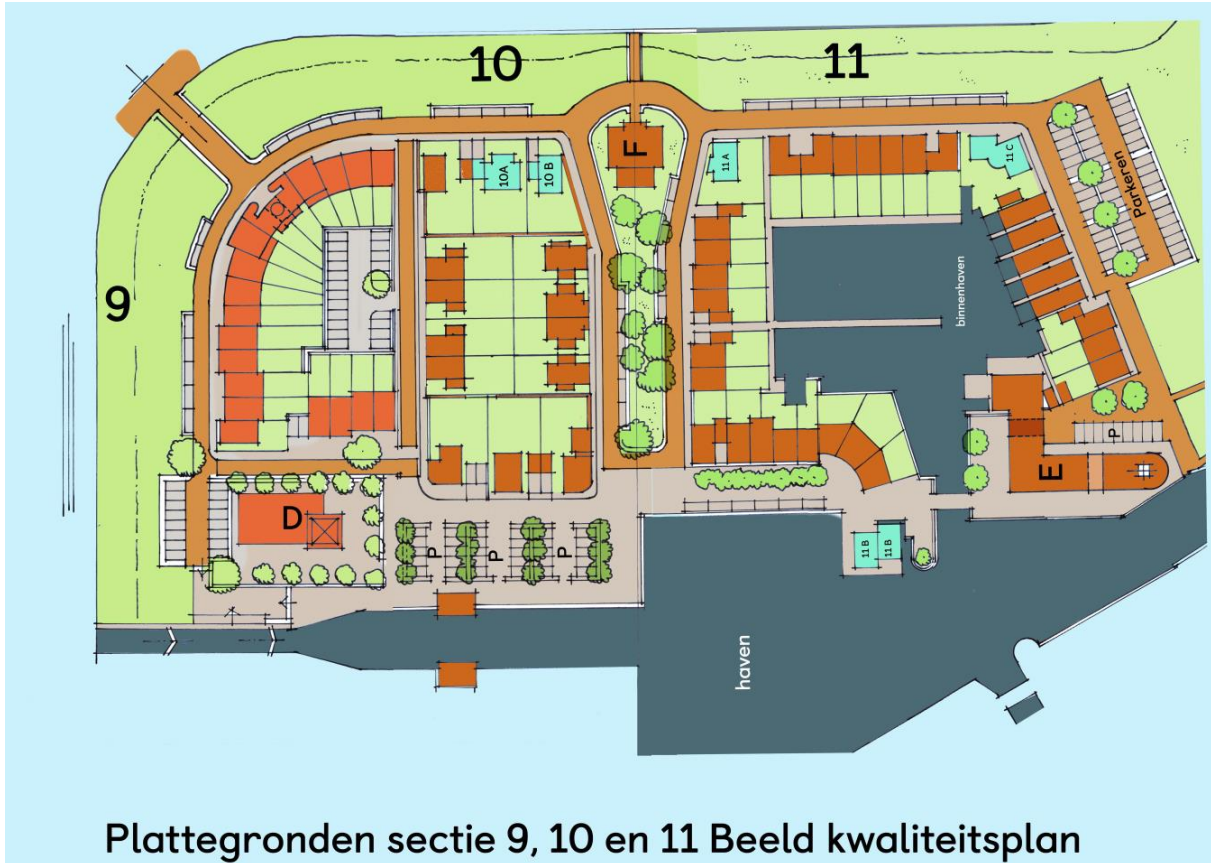 10
11
9
F
10A
10 B
11 A
11 C
Parkeren
binnenhaven
D
E
P
P
P
P
11 B
11 B
haven
Plattegronden sectie 9, 10 en 11 Beeld kwaliteitsplan